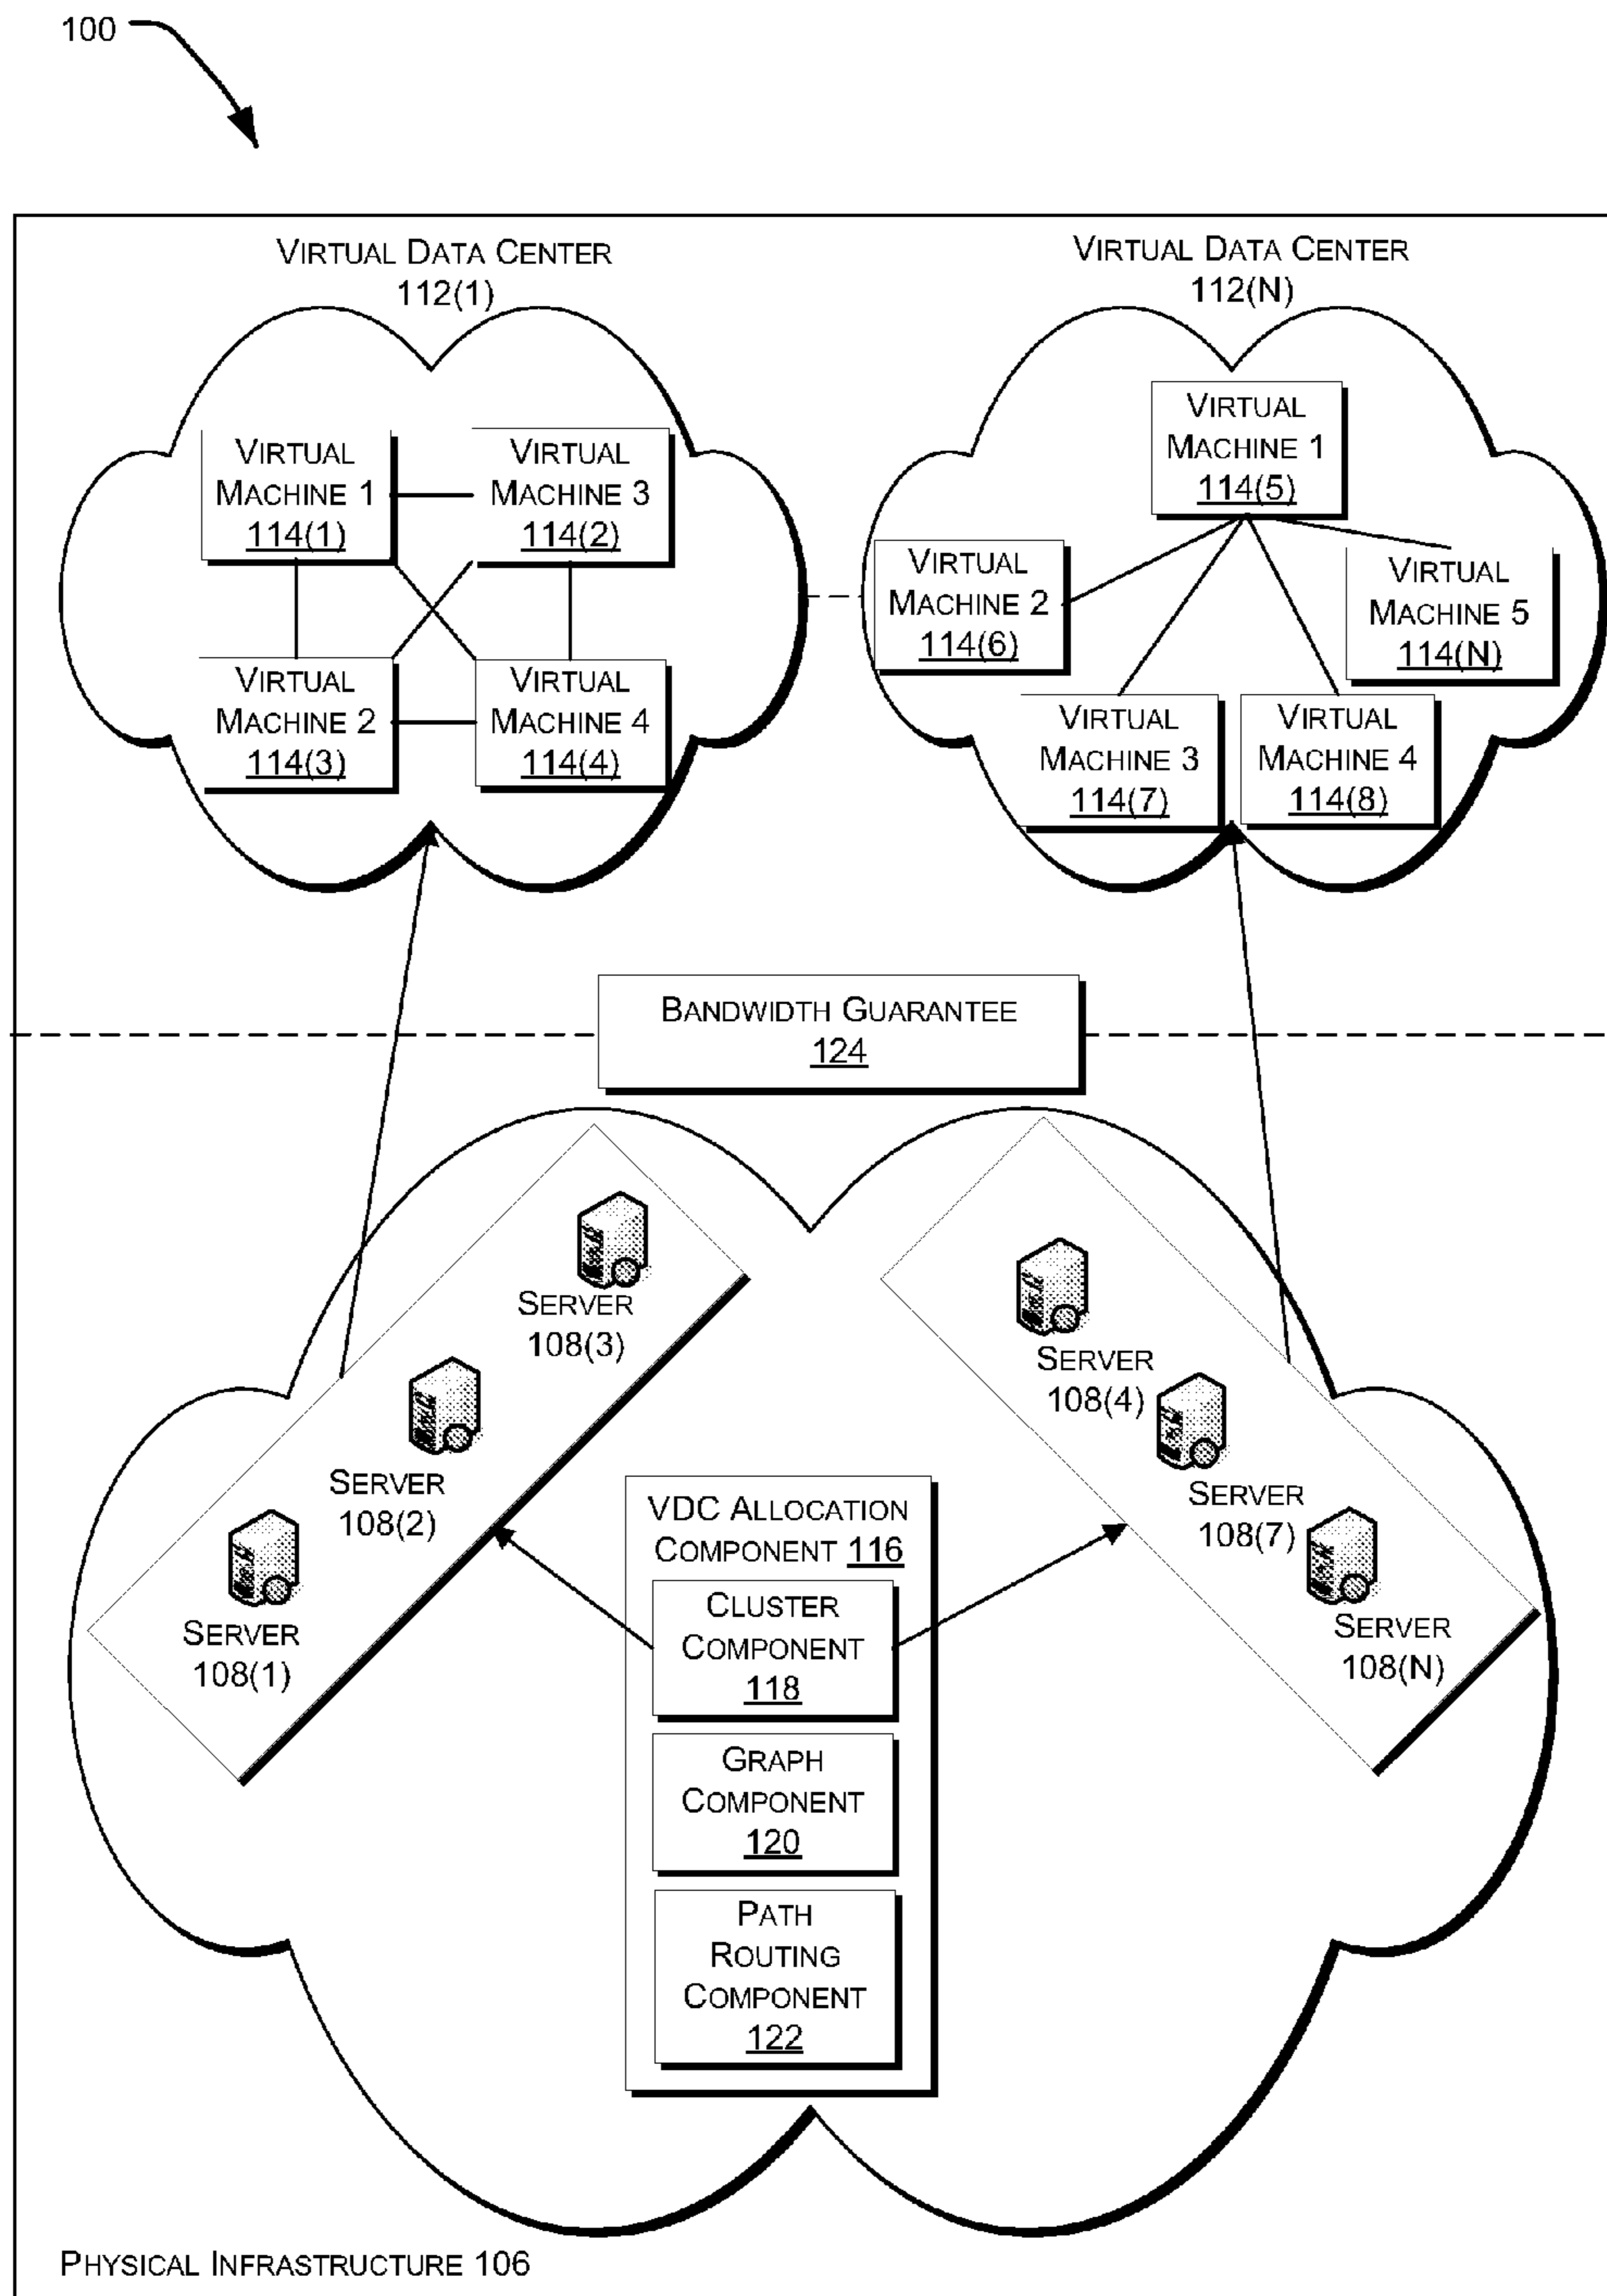 100
VIRTUAL DATA CENTER
112(1)
VIRTUAL DATA CENTER
112(N)
VIRTUAL
MACHINE 1
114(1)
VIRTUAL
MACHINE 3
114(2)
VIRTUAL
MACHINE 2
114(3)
VIRTUAL
MACHINE 4
114(4)
VIRTUAL
MACHINE 1
114(5)
VIRTUAL
MACHINE 2
114(6)
VIRTUAL
MACHINE 5
114(N)
VIRTUAL
MACHINE 3
114(7)
VIRTUAL
MACHINE 4
114(8)
BANDWIDTH GUARANTEE
124
SERVER
108(3)
SERVER
108(2)
SERVER
108(1)
SERVER
108(4)
SERVER
108(7)
SERVER
108(N)
VDC ALLOCATION
COMPONENT 116
CLUSTER
COMPONENT
118
GRAPH
COMPONENT
120
PATH
ROUTING
COMPONENT
122
PHYSICAL INFRASTRUCTURE 106